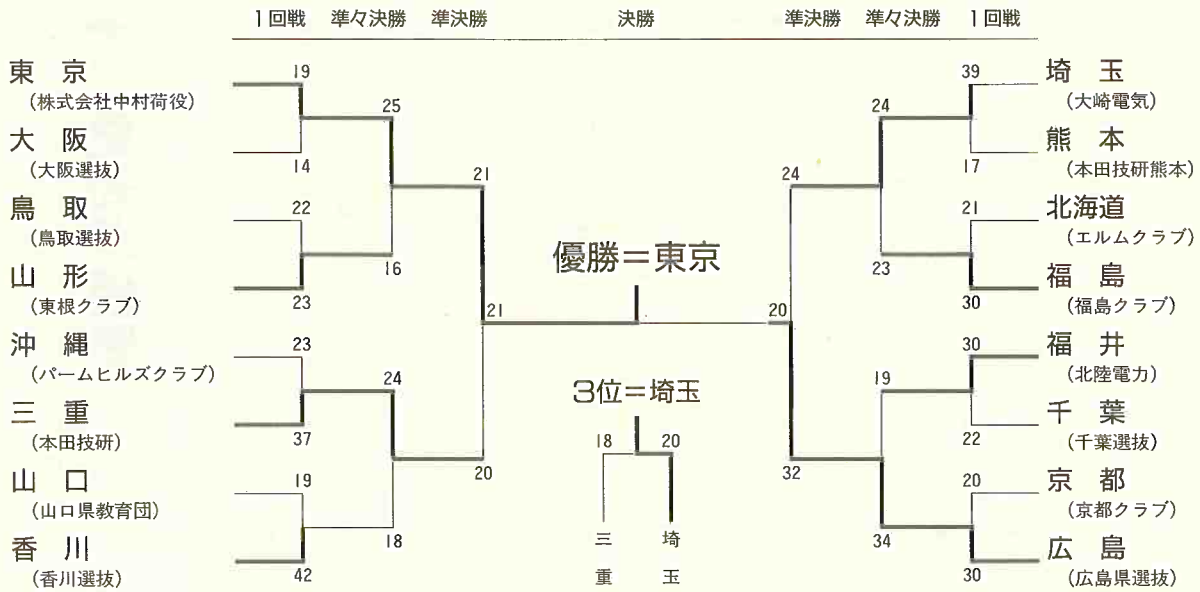 1回戦 準々決勝 準決勝 決勝 準決勝 準々決勝 1回戦
東京
(株式会社中村荷役)
19
大阪
(大阪選抜)
14
25
鳥取
(鳥取選抜)
22
山形
(東根クラブ)
23
16
21
沖縄
(パームヒルズクラブ)
23
三重
(本田技研)
37
24
山口
(山口県教育団)
19
香川
(香川選抜)
42
18
20
21
優勝=東京
20
3位=埼玉
18 20
三重
埼玉
39
埼玉
(大崎電気)
17
熊本
(本田技研熊本)
24
21
北海道
(エルムクラブ)
30
福島
(福島クラブ)
23
24
30
福井
(北陸電力)
22
千葉
(千葉選抜)
19
20
京都
(京都クラブ)
30
広島
(広島県選抜)
34
32